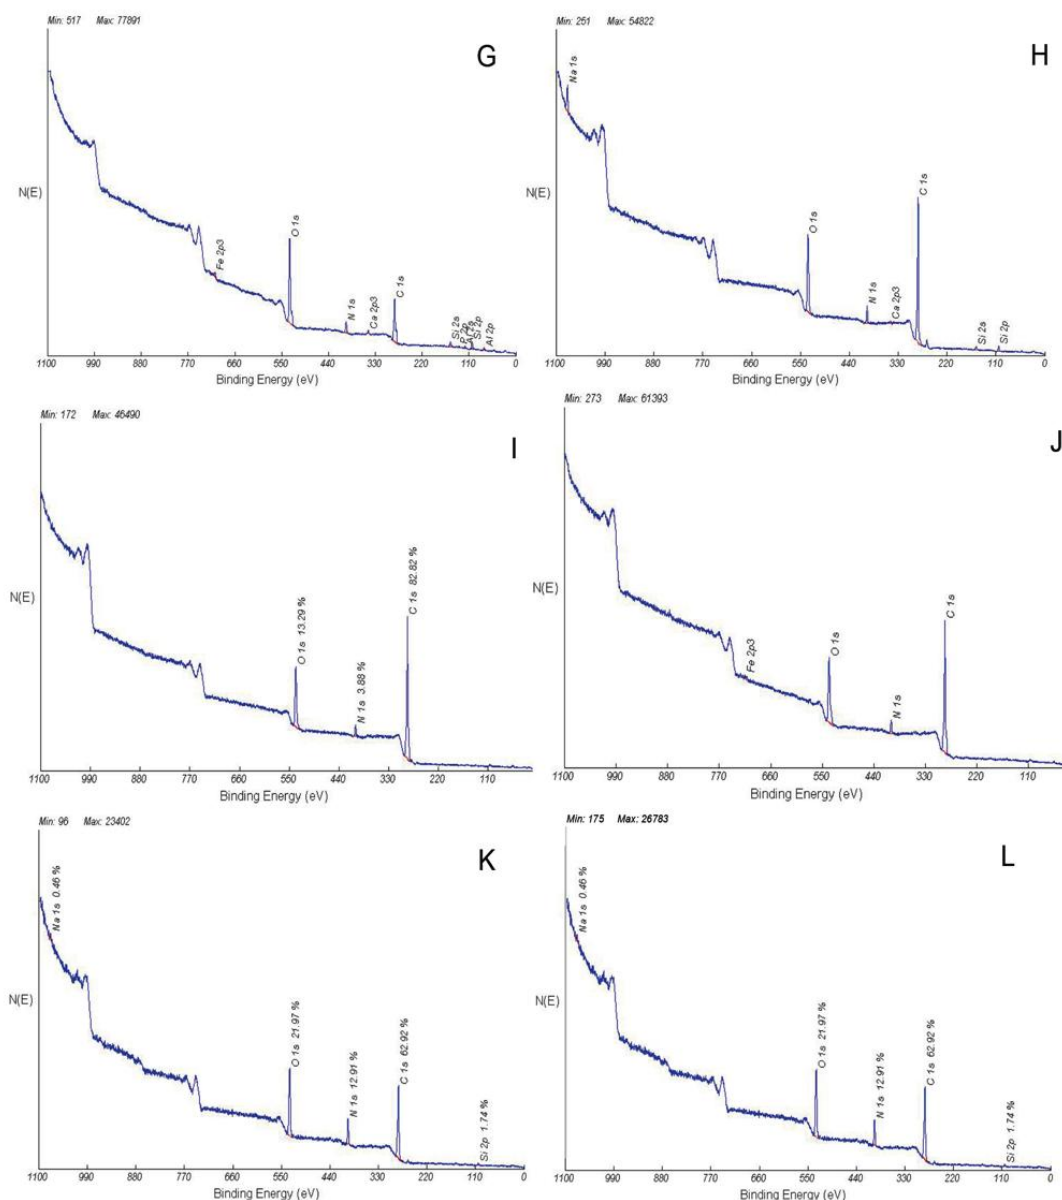 Min: 517 Max: 77891
G
N(E)
Fe 2p3
O 1s
N 1s
Ca 2p3
C 1s
Si 2s
P 2p
Si 2p
Al 2p
1100 990 880 770 660 550 440 330 220 110 0
Binding Energy (eV)
Min: 251 Max: 54822
H
N(E)
Na 1s
O 1s
N 1s
Ca 2p3
C 1s
Si 2s
Si 2p
1100 990 880 770 660 550 440 330 220 110 0
Binding Energy (eV)
Min: 172 Max: 46490
I
N(E)
O 1s 13.29 %
N 1s 3.88 %
C 1s 82.82 %
1100 990 880 770 660 550 440 330 220 110
Binding Energy (eV)
Min: 273 Max: 61393
J
N(E)
Fe 2p3
O 1s
N 1s
C 1s
1100 990 880 770 660 550 440 330 220 110
Binding Energy (eV)
Min: 96 Max: 23402
K
N(E)
Na 1s 0.46 %
O 1s 21.97 %
N 1s 12.91 %
C 1s 62.92 %
Si 2p 1.74 %
1100 990 880 770 660 550 440 330 220 110 0
Binding Energy (eV)
Min: 175 Max: 26783
L
N(E)
Na 1s 0.46 %
O 1s 21.97 %
N 1s 12.91 %
C 1s 62.92 %
Si 2p 1.74 %
1100 990 880 770 660 550 440 330 220 110 0
Binding Energy (eV)